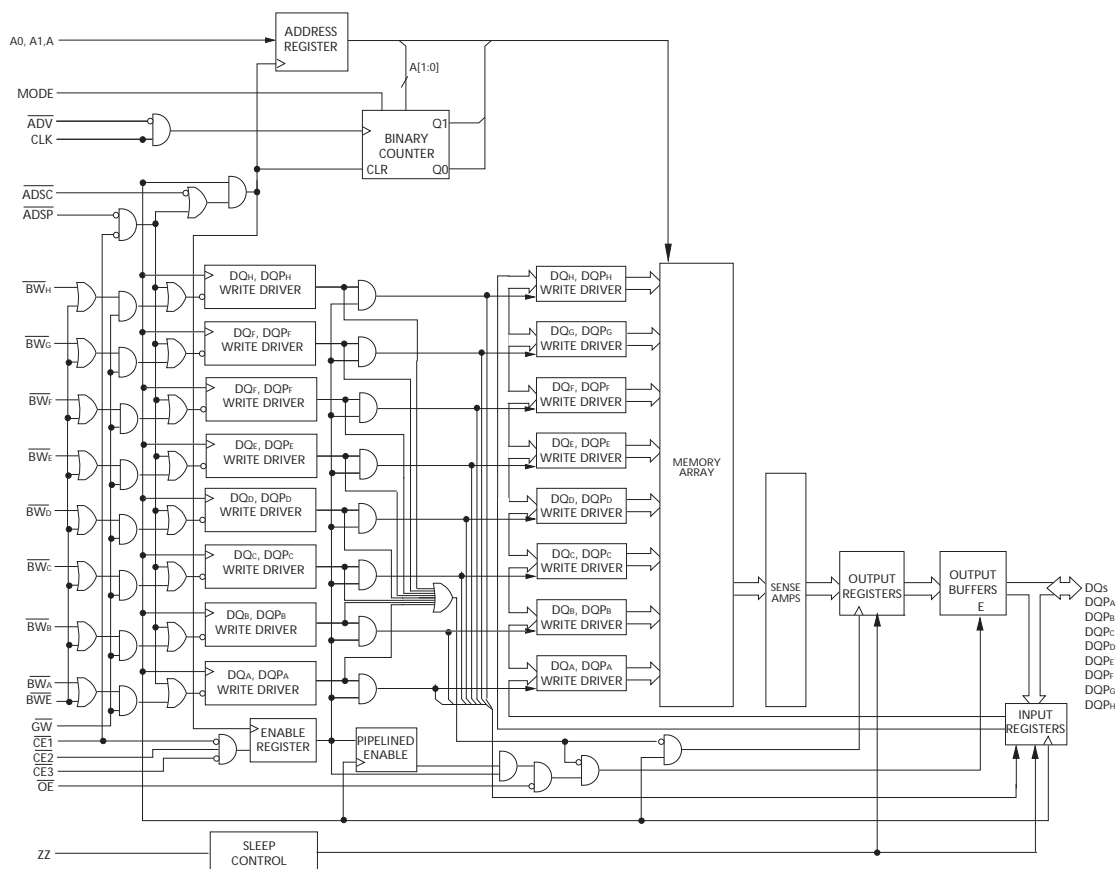 A0, A1,A
ADDRESS
REGISTER
A[1:0]
MODE
ADV
CLK
BINARY
COUNTER
CLR
Q1
Q0
ADSC
ADSP
BWH
DQH, DQPH
WRITE DRIVER
DQH, DQPH
WRITE DRIVER
BWG
DQF, DQPF
WRITE DRIVER
DQG, DQPG
WRITE DRIVER
BWF
DQF, DQPF
WRITE DRIVER
DQF, DQPF
WRITE DRIVER
BWE
DQE, DQPE
WRITE DRIVER
DQE, DQPE
WRITE DRIVER
MEMORY
ARRAY
BWD
DQD, DQPD
WRITE DRIVER
DQD, DQPD
WRITE DRIVER
BWC
DQC, DQPC
WRITE DRIVER
DQC, DQPC
WRITE DRIVER
SENSE
AMPS
OUTPUT
REGISTERS
OUTPUT
BUFFERS
E
DQs
DQPA
DQPB
DQPC
DQPD
DQPE
DQPF
DQPG
DQPH
BWB
DQB, DQPB
WRITE DRIVER
DQB, DQPB
WRITE DRIVER
BWA
BWE
DQA, DQPA
WRITE DRIVER
DQA, DQPA
WRITE DRIVER
INPUT
REGISTERS
GW
CE1
CE2
CE3
OE
ENABLE
REGISTER
PIPELINED
ENABLE
ZZ
SLEEP
CONTROL